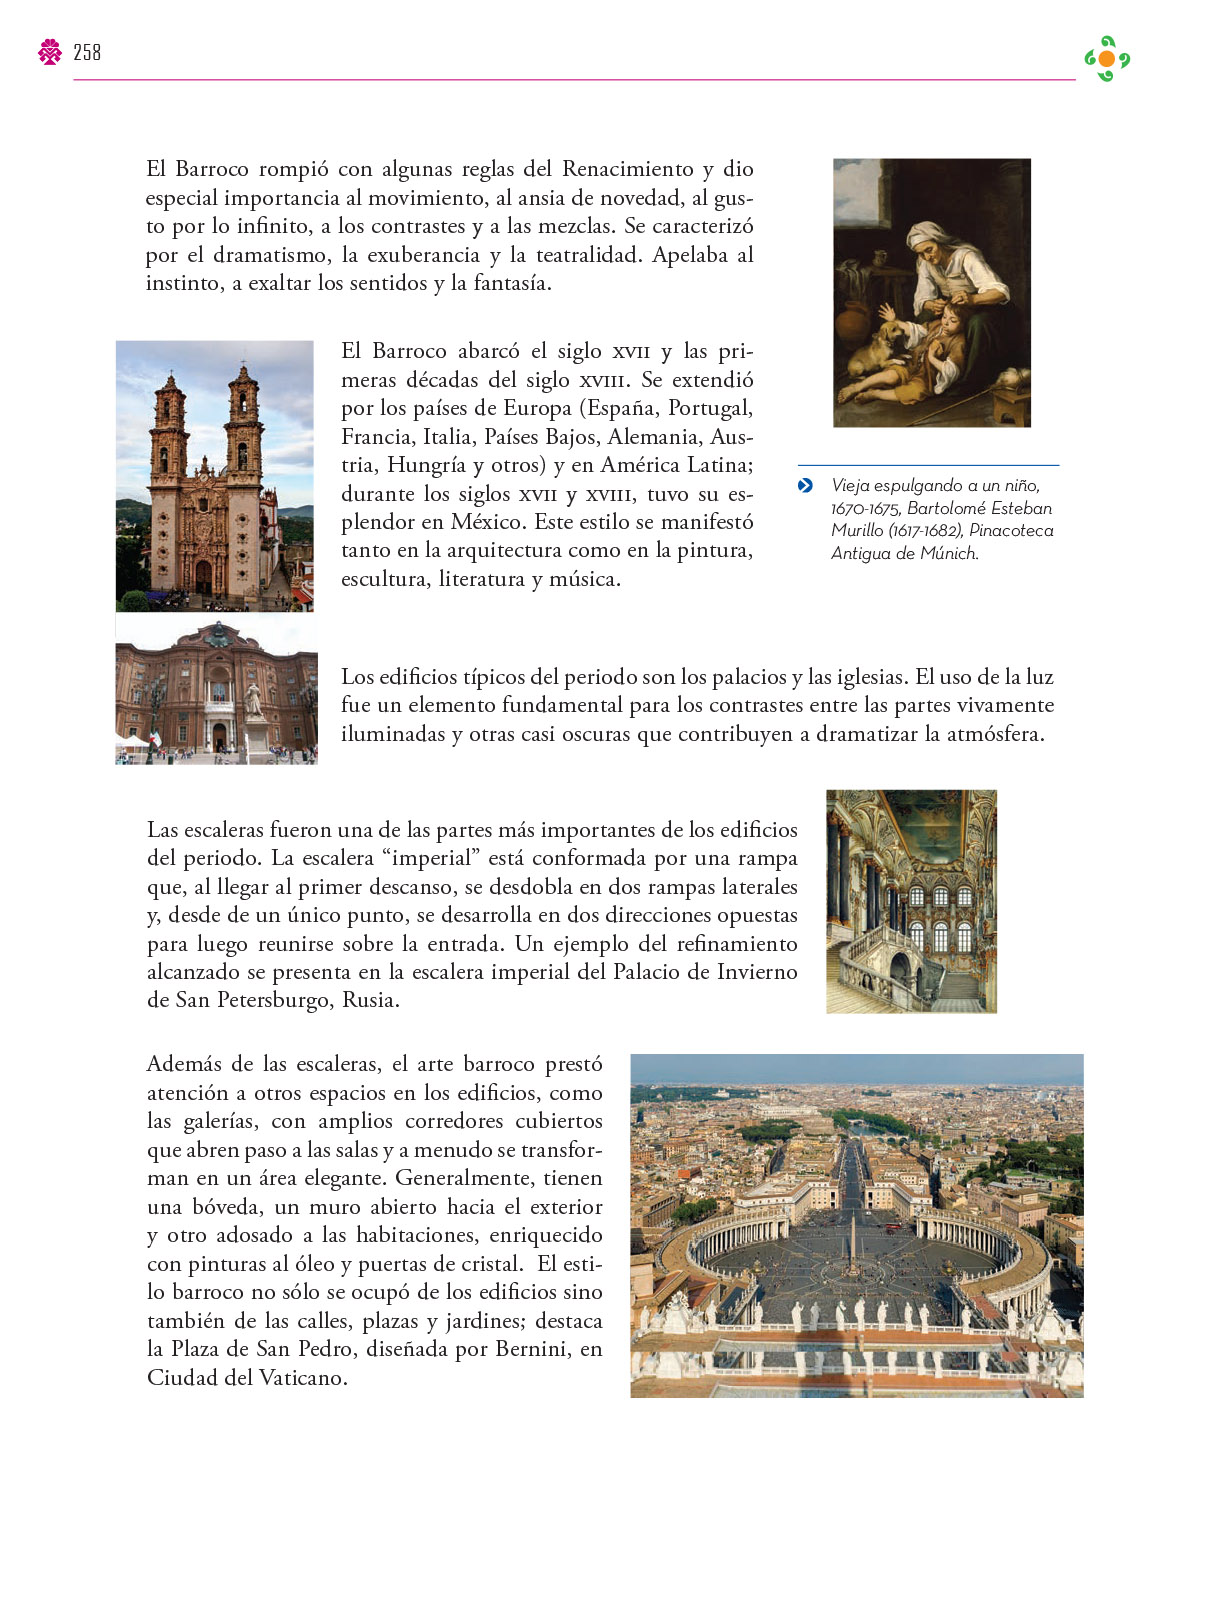 258
El Barroco rompió con algunas reglas del Renacimiento y dio
especial importancia al movimiento, al ansia de novedad, al gus-
to por lo infinito, a los contrastes y a las mezclas. Se caracterizó
por el dramatismo, la exuberancia y la teatralidad. Apelaba al
instinto, a exaltar los sentidos y la fantasía.
El Barroco abarcó el siglo XVII y las pri-
meras décadas del siglo XVIII. Se extendió
por los países de Europa (España, Portugal,
Francia, Italia, Países Bajos, Alemania, Aus-
tria, Hungría y otros) y en América Latina;
durante los siglos XVII y XVIII, tuvo su es-
plendor en México. Este estilo se manifestó
tanto en la arquitectura como en la pintura,
escultura, literatura y música.
Vieja espulgando a un niño,
1670-1675, Bartolomé Esteban
Murillo (1617-1682), Pinacoteca
Antigua de Múnich.
Los edificios típicos del periodo son los palacios y las iglesias. El uso de la luz
fue un elemento fundamental para los contrastes entre las partes vivamente
iluminadas y otras casi oscuras que contribuyen a dramatizar la atmósfera.
Las escaleras fueron una de las partes más importantes de los edificios
del periodo. La escalera “imperial” está conformada por una rampa
que, al llegar al primer descanso, se desdobla en dos rampas laterales
y, desde de un único punto, se desarrolla en dos direcciones opuestas
para luego reunirse sobre la entrada. Un ejemplo del refinamiento
alcanzado se presenta en la escalera imperial del Palacio de Invierno
de San Petersburgo, Rusia.
Además de las escaleras, el arte barroco prestó
atención a otros espacios en los edificios, como
las galerías, con amplios corredores cubiertos
que abren paso a las salas y a menudo se transfor-
man en un área elegante. Generalmente, tienen
una bóveda, un muro abierto hacia el exterior
y otro adosado a las habitaciones, enriquecido
con pinturas al óleo y puertas de cristal. El esti-
lo barroco no sólo se ocupó de los edificios sino
también de las calles, plazas y jardines; destaca
la Plaza de San Pedro, diseñada por Bernini, en
Ciudad del Vaticano.